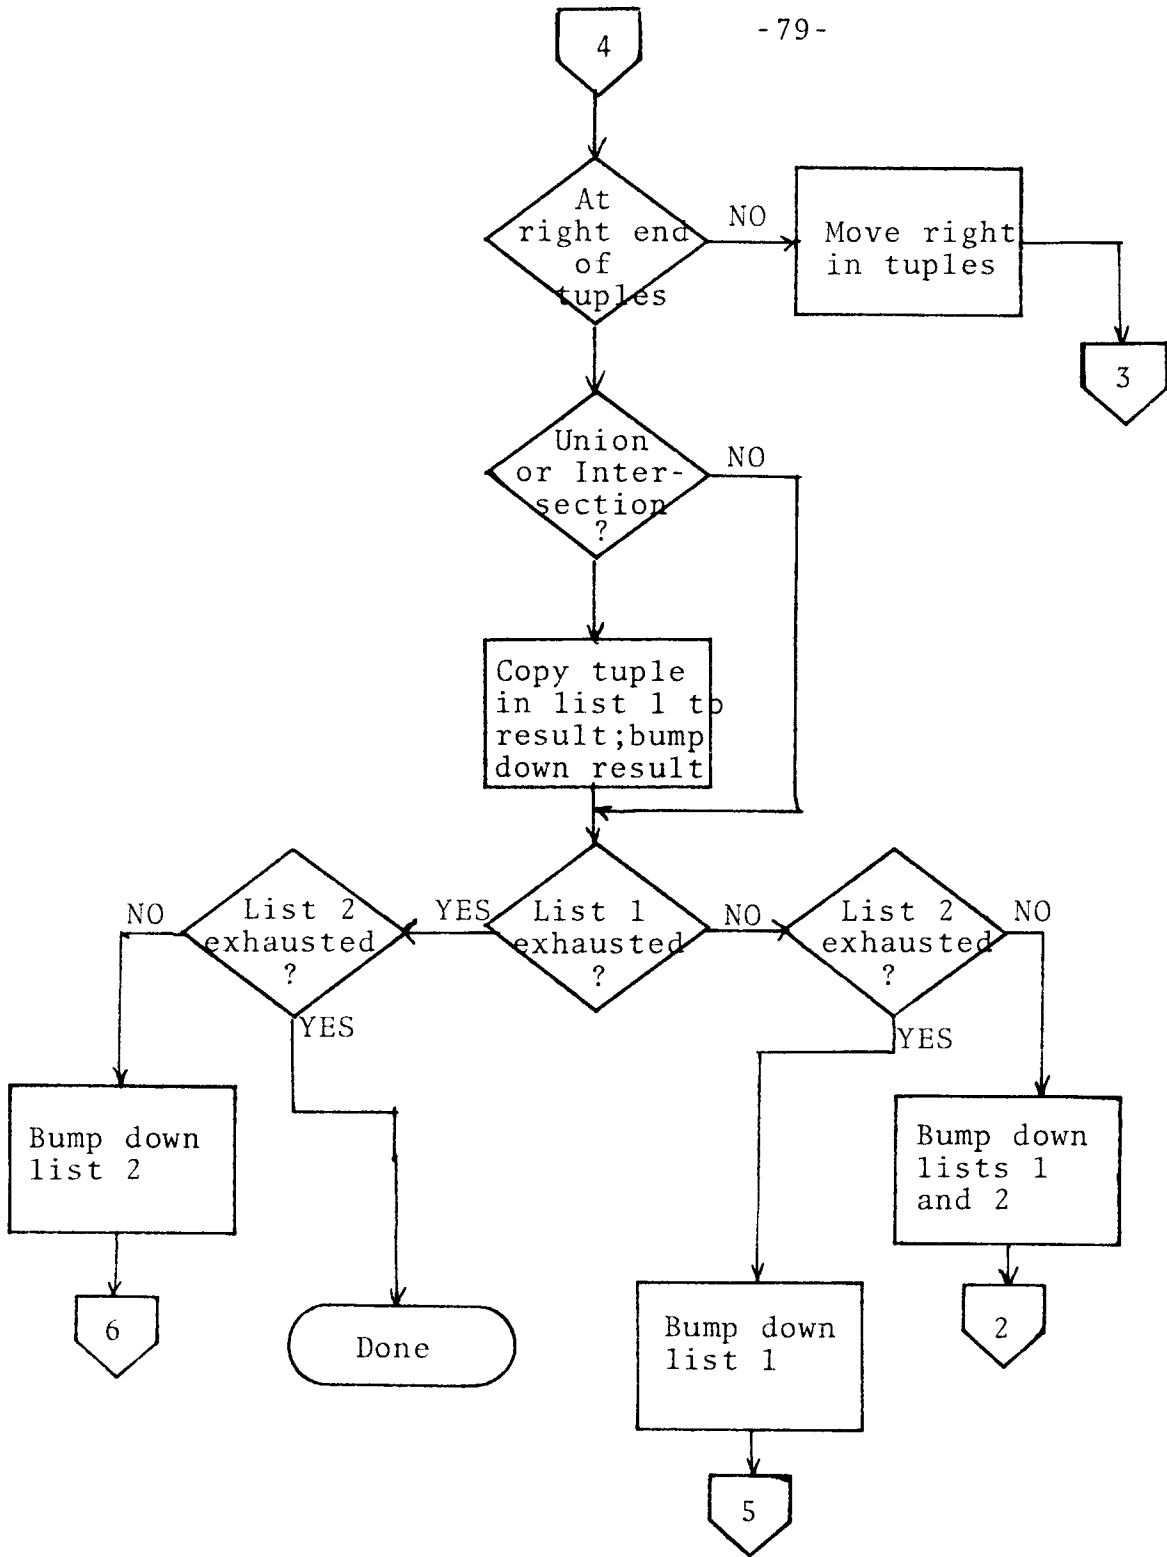 -79-
4
At
right end
of
tuples
NO
Move right
in tuples
3
Union
or Inter-
section
?
NO
Copy tuple
in list 1 to
result;bump
down result
List 2
exhausted
?
NO
YES
YES
List 1
exhausted
?
NO
List 2
exhausted
?
NO
YES
Bump down
list 2
6
Done
Bump down
list 1
5
Bump down
lists 1
and 2
2